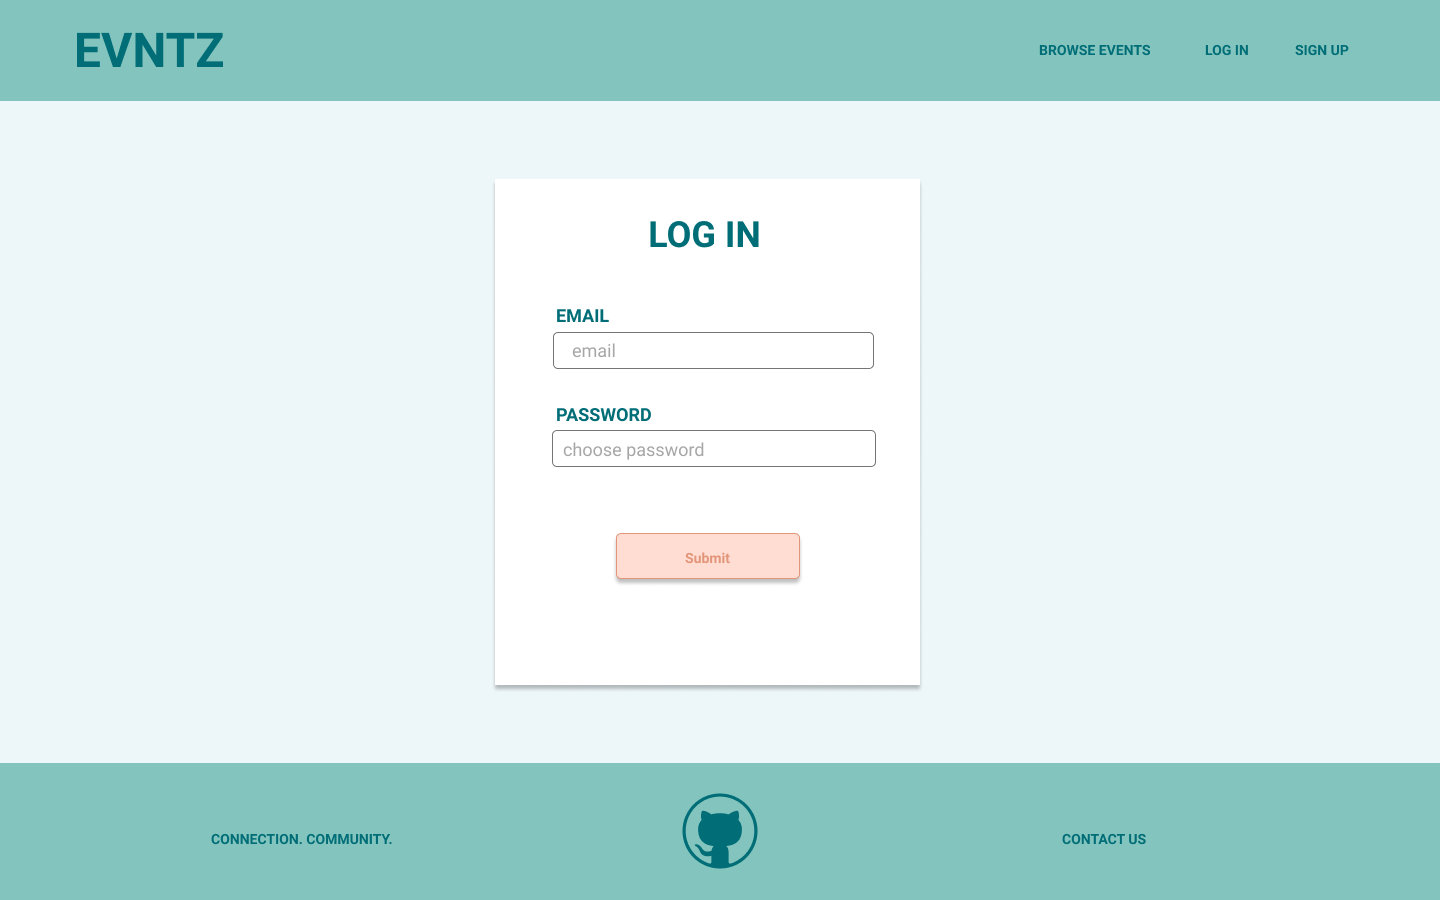 EVNTZ
BROWSE EVENTS
LOG IN
SIGN UP
LOG IN
EMAIL
email
PASSWORD
choose password
Submit
CONNECTION. COMMUNITY.
CONTACT US